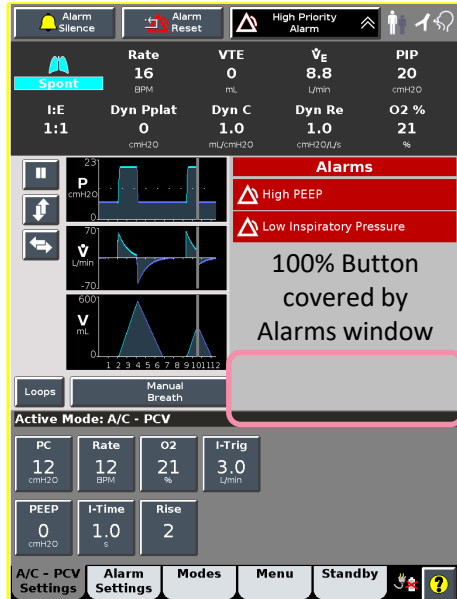 Alarm
Silence
Alarm
Reset
High Priority
Alarm
Spont
Rate
16
BPM
VTE
0
mL
V̇E
8.8
L/min
PIP
20
cmH2O
I:E
1:1
Dyn Pplat
0
cmH2O
Dyn C
1.0
mL/cmH2O
Dyn Re
1.0
cmH2O/L/s
O2 %
21
%
23
P
cmH2O
0
70
V̇
L/min
-70
600
V
mL
0
1 2 3 4 5 6 7 8 9 10 11 12
Alarms
High PEEP
Low Inspiratory Pressure
100% Button
covered by
Alarms window
Loops
Manual
Breath
Active Mode: A/C - PCV
PC
12
cmH2O
Rate
12
BPM
O2
21
%
I-Trig
3.0
L/min
PEEP
0
cmH2O
I-Time
1.0
s
Rise
2
A/C - PCV
Settings
Alarm
Settings
Modes
Menu
Standby
?